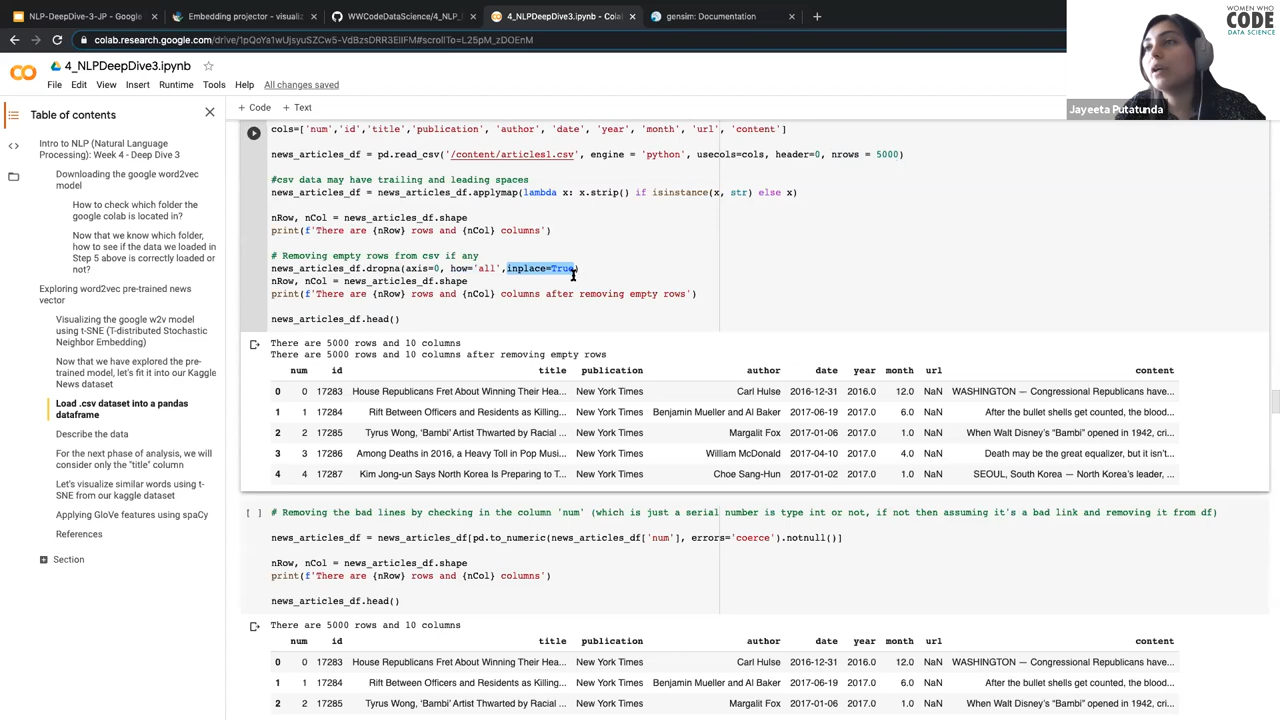 NLP-DeepDive-3-JP - Google
Embedding projector - visualiz
WWCodeDataScience/4_NLP_
4_NLPDeepDive3.ipynb - Colab
gensim: Documentation
colab.research.google.com/drive/1pQoYa1wUjsyuSZCw5-VdBzsDRR3ElIFM#scrollTo=L25pM_zDOEnM
WOMEN WHO
CODE
DATA SCIENCE
Jayeeta Putatunda
4_NLPDeepDive3.ipynb
File Edit View Insert Runtime Tools Help All changes saved
Table of contents
+ Code + Text
Intro to NLP (Natural Language
Processing): Week 4 - Deep Dive 3
Downloading the google word2vec
model
How to check which folder the
google colab is located in?
Now that we know which folder,
how to see if the data we loaded in
Step 5 above is correctly loaded or
not?
Exploring word2vec pre-trained news
vector
Visualizing the google w2v model
using t-SNE (T-distributed Stochastic
Neighbor Embedding)
Now that we have explored the pre-
trained model, let's fit it into our Kaggle
News dataset
Load .csv dataset into a pandas
dataframe
Describe the data
For the next phase of analysis, we will
consider only the "title" column
Let's visualize similar words using t-
SNE from our kaggle dataset
Applying GloVe features using spaCy
References
Section
cols=['num','id','title','publication', 'author', 'date', 'year', 'month', 'url', 'content']
news_articles_df = pd.read_csv('/content/articles1.csv', engine = 'python', usecols=cols, header=0, nrows = 5000)
#csv data may have trailing and leading spaces
news_articles_df = news_articles_df.applymap(lambda x: x.strip() if isinstance(x, str) else x)
nRow, nCol = news_articles_df.shape
print(f'There are {nRow} rows and {nCol} columns')
# Removing empty rows from csv if any
news_articles_df.dropna(axis=0, how='all',inplace=True)
nRow, nCol = news_articles_df.shape
print(f'There are {nRow} rows and {nCol} columns after removing empty rows')
news_articles_df.head()
There are 5000 rows and 10 columns
There are 5000 rows and 10 columns after removing empty rows
num id title publication author date year month url content
0 0 17283 House Republicans Fret About Winning Their Hea... New York Times Carl Hulse 2016-12-31 2016.0 12.0 NaN WASHINGTON — Congressional Republicans have...
1 1 17284 Rift Between Officers and Residents as Killing... New York Times Benjamin Mueller and Al Baker 2017-06-19 2017.0 6.0 NaN After the bullet shells get counted, the blood...
2 2 17285 Tyrus Wong, ‘Bambi’ Artist Thwarted by Racial ... New York Times Margalit Fox 2017-01-06 2017.0 1.0 NaN When Walt Disney’s “Bambi” opened in 1942, cri...
3 3 17286 Among Deaths in 2016, a Heavy Toll in Pop Musi... New York Times William McDonald 2017-04-10 2017.0 4.0 NaN Death may be the great equalizer, but it isn’t...
4 4 17287 Kim Jong-un Says North Korea Is Preparing to T... New York Times Choe Sang-Hun 2017-01-02 2017.0 1.0 NaN SEOUL, South Korea — North Korea’s leader, ...
[ ] # Removing the bad lines by checking in the column 'num' (which is just a serial number is type int or not, if not then assuming it's a bad link and removing it from df)
news_articles_df = news_articles_df[pd.to_numeric(news_articles_df['num'], errors='coerce').notnull()]
nRow, nCol = news_articles_df.shape
print(f'There are {nRow} rows and {nCol} columns')
news_articles_df.head()
There are 5000 rows and 10 columns
num id title publication author date year month url content
0 0 17283 House Republicans Fret About Winning Their Hea... New York Times Carl Hulse 2016-12-31 2016.0 12.0 NaN WASHINGTON — Congressional Republicans have...
1 1 17284 Rift Between Officers and Residents as Killing... New York Times Benjamin Mueller and Al Baker 2017-06-19 2017.0 6.0 NaN After the bullet shells get counted, the blood...
2 2 17285 Tyrus Wong, ‘Bambi’ Artist Thwarted by Racial ... New York Times Margalit Fox 2017-01-06 2017.0 1.0 NaN When Walt Disney’s “Bambi” opened in 1942, cri...